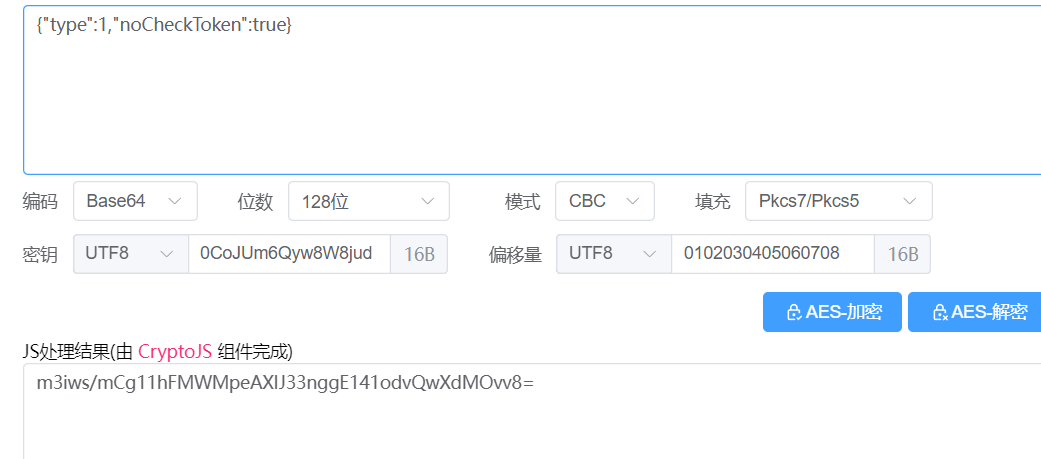 {"type":1,"noCheckToken":true}
编码 Base64 位数 128位 模式 CBC 填充 Pkcs7/Pkcs5
密钥 UTF8 0CoJUm6Qyw8W8jud 16B 偏移量 UTF8 0102030405060708 16B
AES-加密 AES-解密
JS处理结果(由 CryptoJS 组件完成)
m3iws/mCg11hFMWMpeAXIJ33nggE141odvQwXdMOvv8=